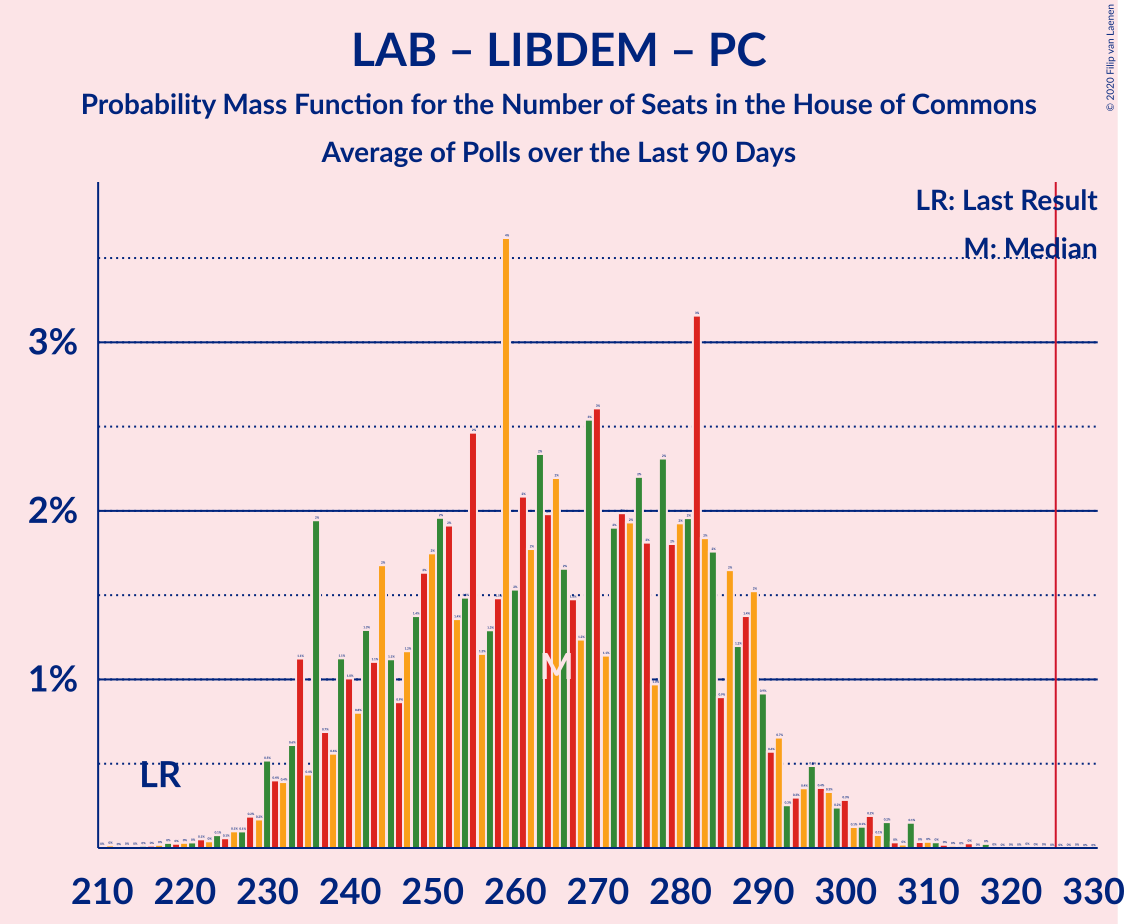 LAB – LIBDEM – PC
Probability Mass Function for the Number of Seats in the House of Commons
Average of Polls over the Last 90 Days
© 2020 Filip van Laenen
LR: Last Result
M: Median
3%
2%
1%
LR
M
210 220 230 240 250 260 270 280 290 300 310 320 330